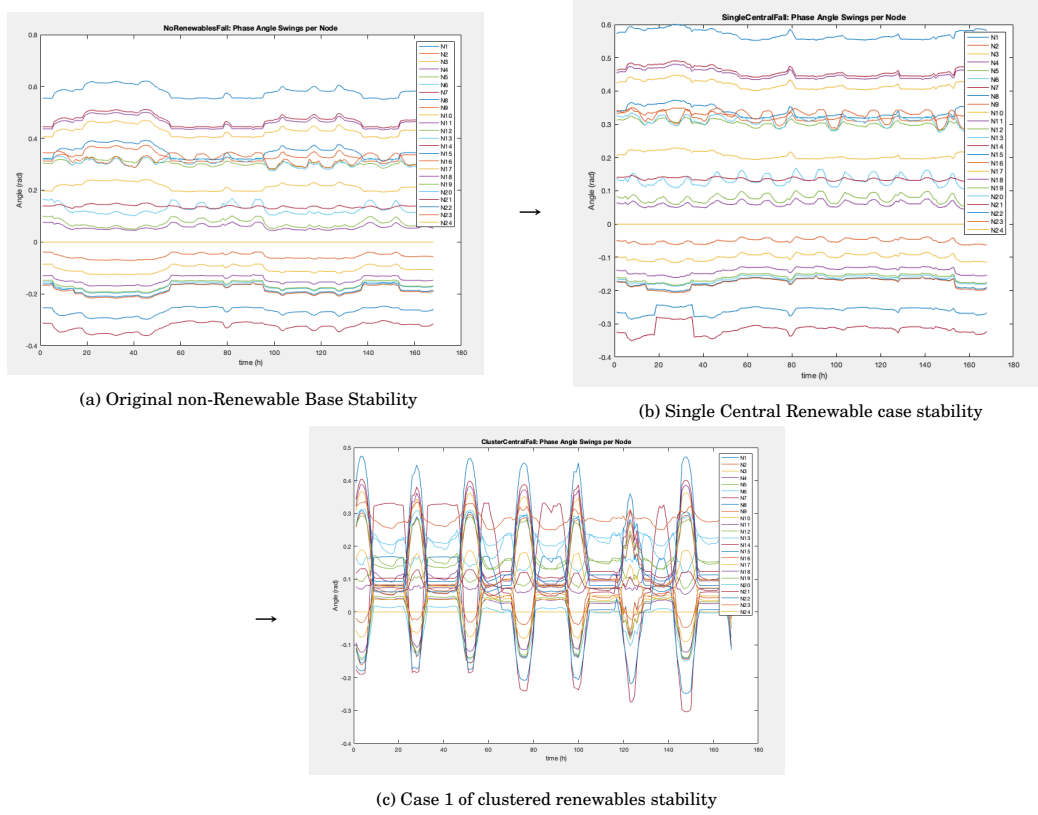 NoRenewablesFall: Phase Angle Swings per Node
0.8
0.6
0.4
0.2
0
-0.2
-0.4
Angle (rad)
0 20 40 60 80 100 120 140 160 180
time (h)
N1
N2
N3
N4
N5
N6
N7
N8
N9
N10
N11
N12
N13
N14
N15
N16
N17
N18
N19
N20
N21
N22
N23
N24
(a) Original non-Renewable Base Stability
→
SingleCentralFall: Phase Angle Swings per Node
0.6
0.5
0.4
0.3
0.2
0.1
0
-0.1
-0.2
-0.3
-0.4
Angle (rad)
0 20 40 60 80 100 120 140 160 180
time (h)
N1
N2
N3
N4
N5
N6
N7
N8
N9
N10
N11
N12
N13
N14
N15
N16
N17
N18
N19
N20
N21
N22
N23
N24
(b) Single Central Renewable case stability
→
ClusterCentralFall: Phase Angle Swings per Node
0.5
0.4
0.3
0.2
0.1
0
-0.1
-0.2
-0.3
-0.4
Angle (rad)
0 20 40 60 80 100 120 140 160 180
time (h)
N1
N2
N3
N4
N5
N6
N7
N8
N9
N10
N11
N12
N13
N14
N15
N16
N17
N18
N19
N20
N21
N22
N23
N24
(c) Case 1 of clustered renewables stability